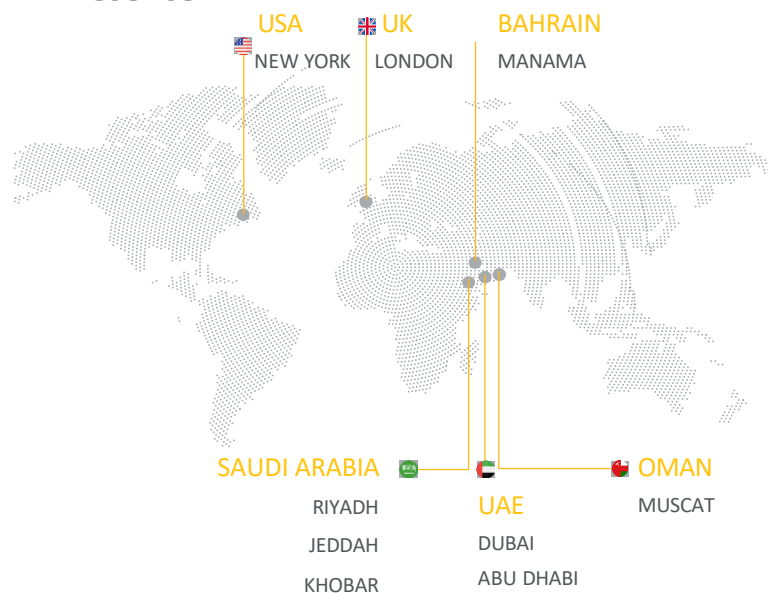 USA
NEW YORK
UK
LONDON
BAHRAIN
MANAMA
SAUDI ARABIA
RIYADH
JEDDAH
KHOBAR
UAE
DUBAI
ABU DHABI
OMAN
MUSCAT